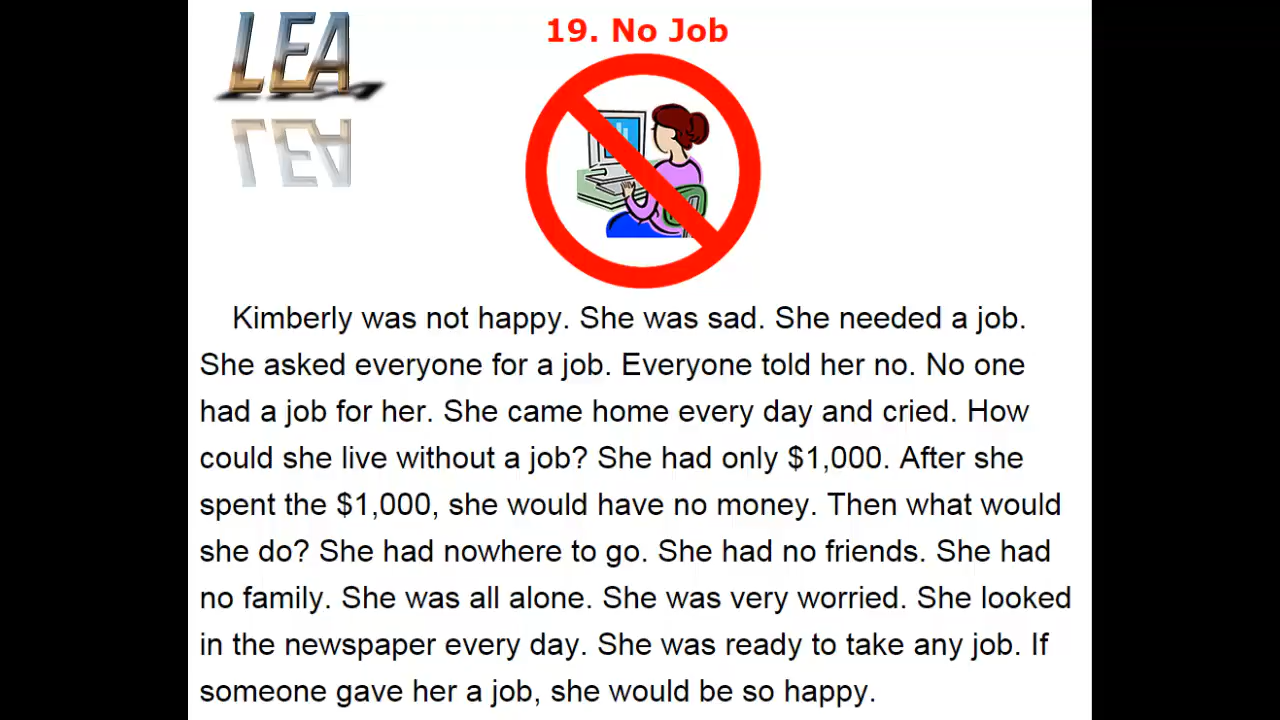 LEA
19. No Job
Kimberly was not happy. She was sad. She needed a job.
She asked everyone for a job. Everyone told her no. No one
had a job for her. She came home every day and cried. How
could she live without a job? She had only $1,000. After she
spent the $1,000, she would have no money. Then what would
she do? She had nowhere to go. She had no friends. She had
no family. She was all alone. She was very worried. She looked
in the newspaper every day. She was ready to take any job. If
someone gave her a job, she would be so happy.